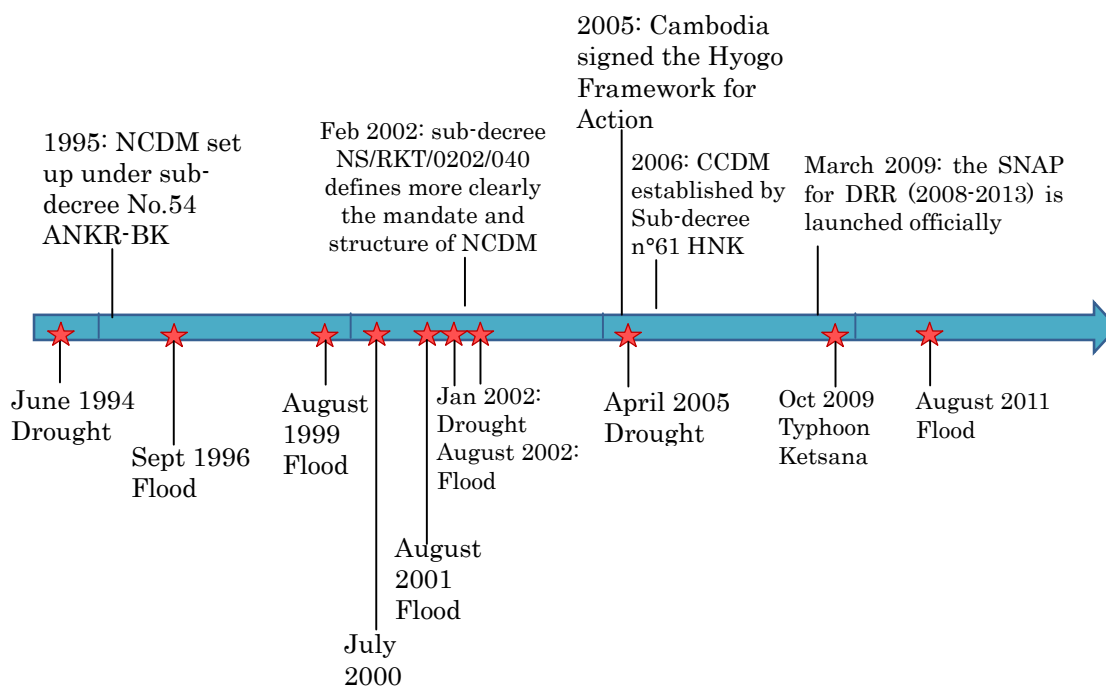 1995: NCDM set
up under sub-
decree No.54
ANKR-BK
Feb 2002: sub-decree
NS/RKT/0202/040
defines more clearly
the mandate and
structure of NCDM
2005: Cambodia
signed the Hyogo
Framework for
Action
2006: CCDM
established by
Sub-decree
n°61 HNK
March 2009: the SNAP
for DRR (2008-2013) is
launched officially
June 1994
Drought
Sept 1996
Flood
August
1999
Flood
July
2000
August
2001
Flood
Jan 2002:
Drought
August 2002:
Flood
April 2005
Drought
Oct 2009
Typhoon
Ketsana
August 2011
Flood